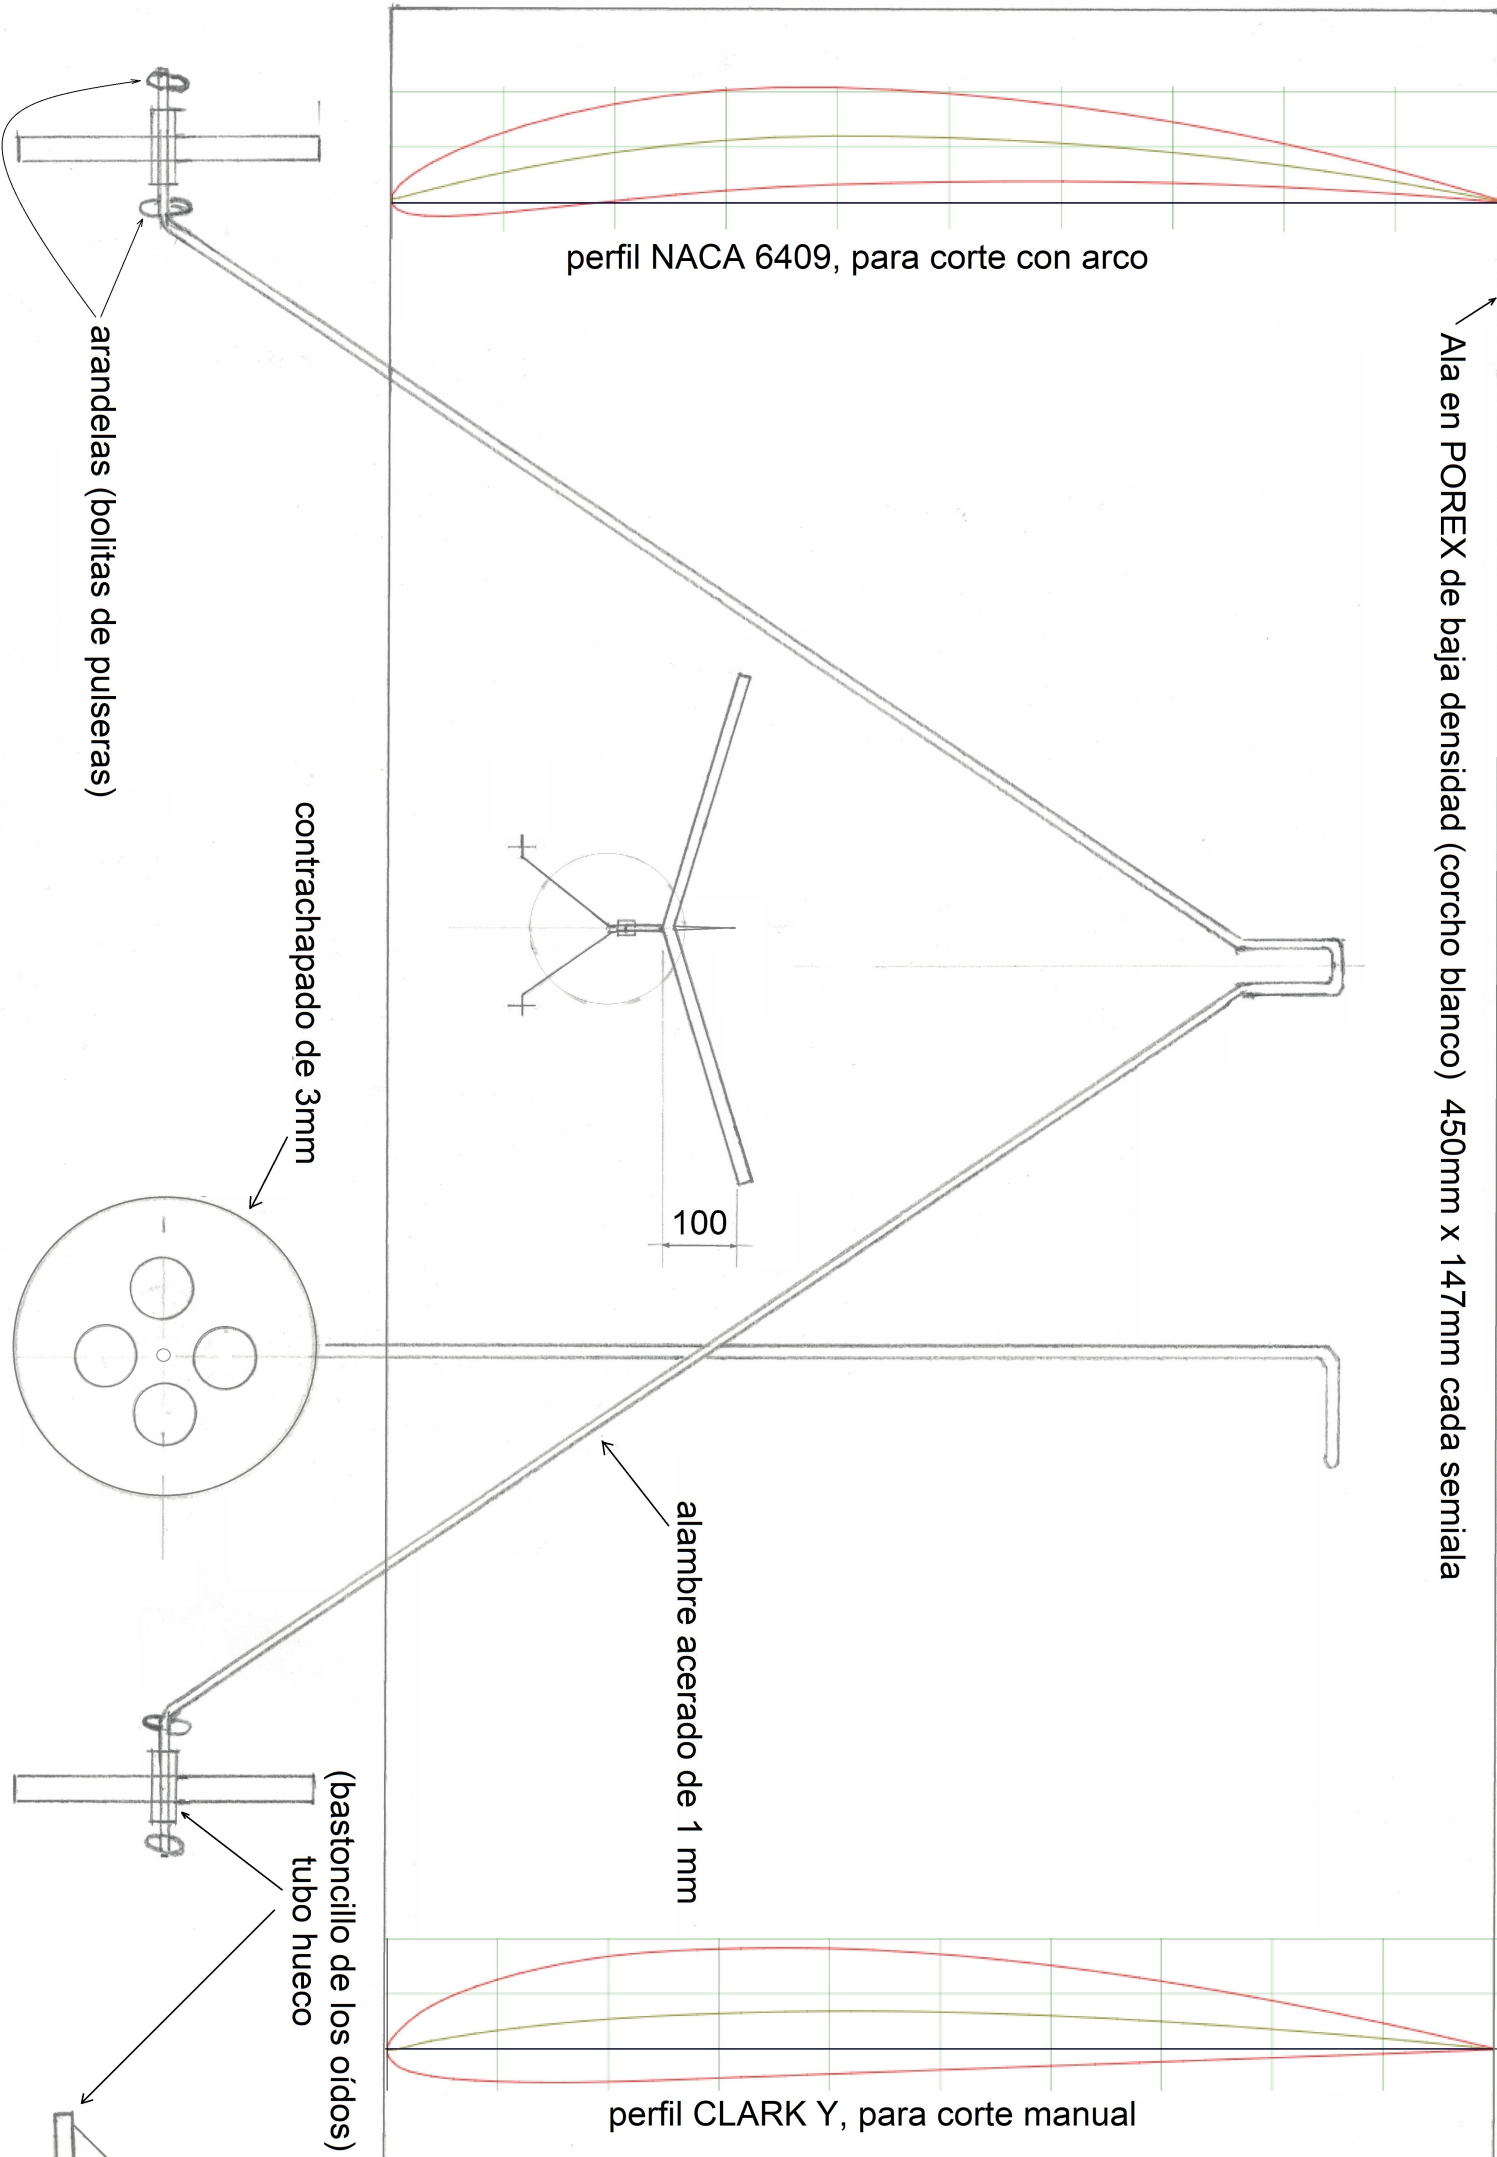 perfil NACA 6409, para corte con arco
Ala en POREX de baja densidad (corcho blanco)  450mm x 147mm cada semiala
arandelas (bolitas de pulseras)
contrachapado de 3mm
100
alambre acerado de 1 mm
(bastoncillo de los oídos)
tubo hueco
perfil CLARK Y, para corte manual